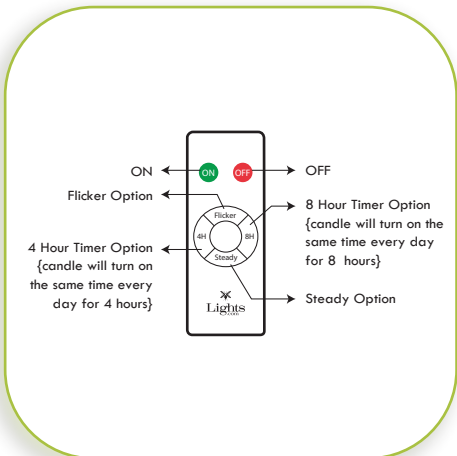 ON
Flicker Option
4 Hour Timer Option
{candle will turn on
the same time every
day for 4 hours}
ON
OFF
Flicker
4H
8H
Steady
Lights
.com
OFF
8 Hour Timer Option
{candle will turn on the
same time every day
for 8 hours}
Steady Option